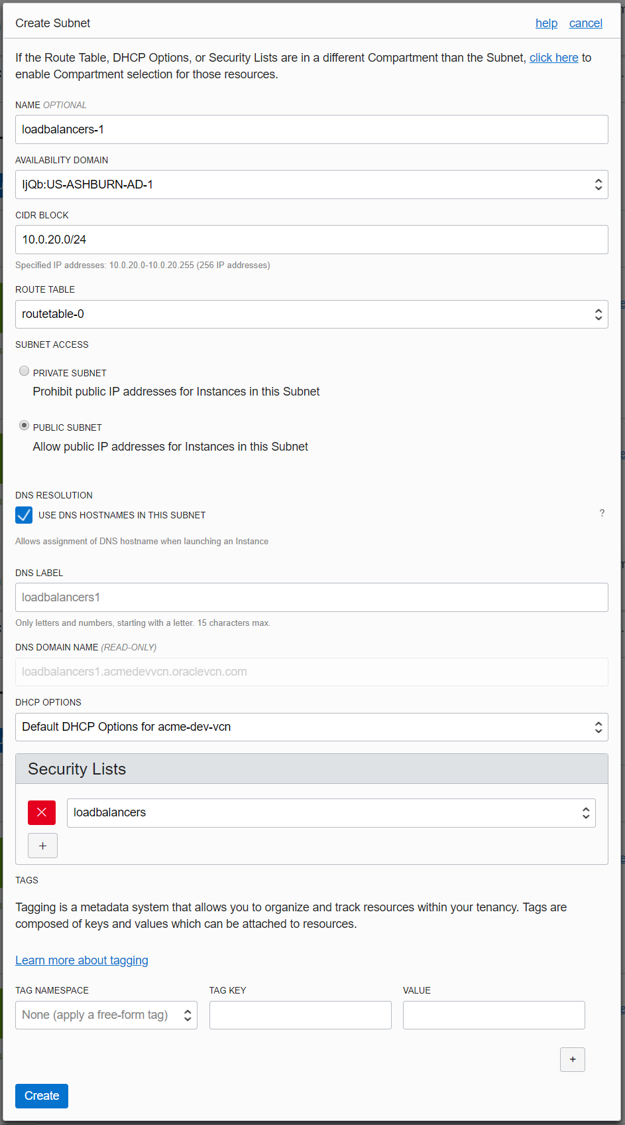 Create Subnet help cancel
If the Route Table, DHCP Options, or Security Lists are in a different Compartment than the Subnet, click here to
enable Compartment selection for those resources.
NAME OPTIONAL
loadbalancers-1
AVAILABILITY DOMAIN
IjQb:US-ASHBURN-AD-1
CIDR BLOCK
10.0.20.0/24
Specified IP addresses: 10.0.20.0-10.0.20.255 (256 IP addresses)
ROUTE TABLE
routetable-0
SUBNET ACCESS
PRIVATE SUBNET
Prohibit public IP addresses for Instances in this Subnet
PUBLIC SUBNET
Allow public IP addresses for Instances in this Subnet
DNS RESOLUTION
USE DNS HOSTNAMES IN THIS SUBNET ?
Allows assignment of DNS hostname when launching an Instance
DNS LABEL
loadbalancers1
Only letters and numbers, starting with a letter. 15 characters max.
DNS DOMAIN NAME (READ-ONLY)
loadbalancers1.acmedevvcn.oraclevcn.com
DHCP OPTIONS
Default DHCP Options for acme-dev-vcn
Security Lists
loadbalancers
+
TAGS
Tagging is a metadata system that allows you to organize and track resources within your tenancy. Tags are
composed of keys and values which can be attached to resources.
Learn more about tagging
TAG NAMESPACE TAG KEY VALUE
None (apply a free-form tag)
+
Create